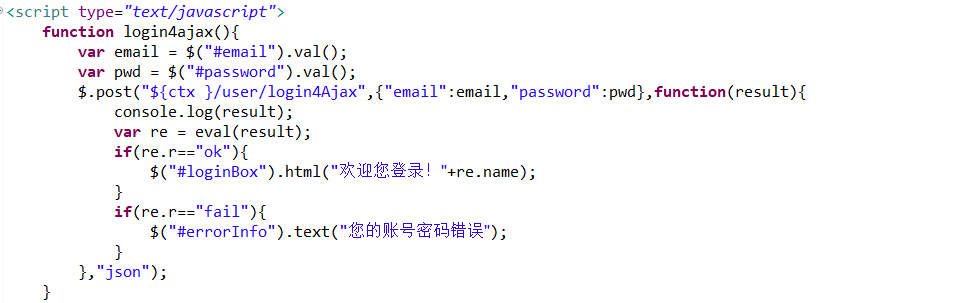 <script type="text/javascript">
    function login4ajax(){
        var email = $("#email").val();
        var pwd = $("#password").val();
        $.post("${ctx }/user/login4Ajax",{"email":email,"password":pwd},function(result){
            console.log(result);
            var re = eval(result);
            if(re.r=="ok"){
                $("#loginBox").html("欢迎您登录！"+re.name);
            }
            if(re.r=="fail"){
                $("#errorInfo").text("您的账号密码错误");
            }
        },"json");
    }